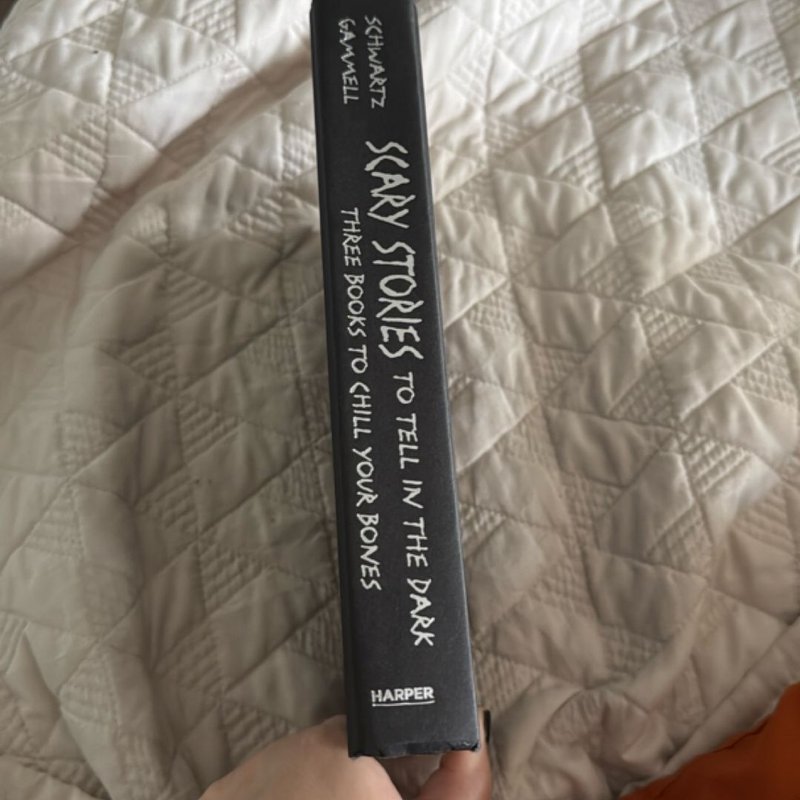 SCHWARTZ
GAMMELL
SCARY STORIES TO TELL IN THE DARK
THREE BOOKS TO CHILL YOUR BONES
HARPER